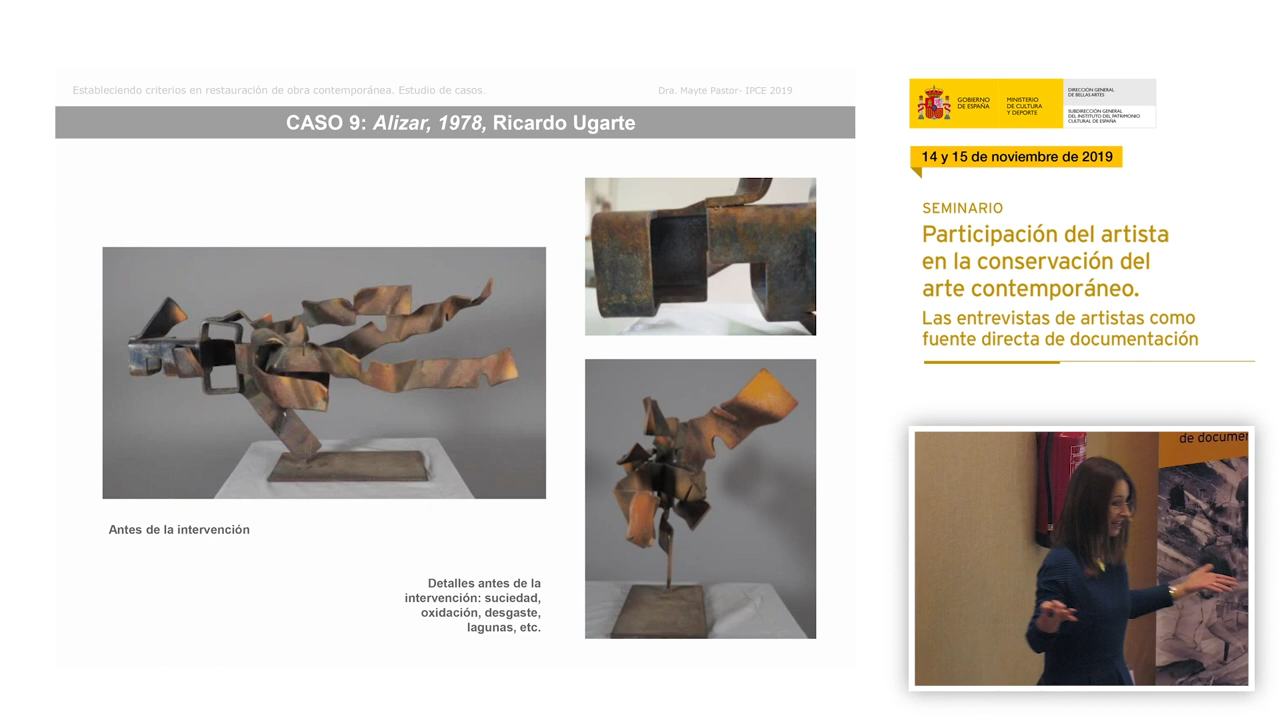 Estableciendo criterios en restauración de obra contemporánea. Estudio de casos.
Dra. Mayte Pastor- IPCE 2019
CASO 9: Alizar, 1978, Ricardo Ugarte
Antes de la intervención
Detalles antes de la
intervención: suciedad,
oxidación, desgaste,
lagunas, etc.
GOBIERNO
DE ESPAÑA
MINISTERIO
DE CULTURA
Y DEPORTE
DIRECCIÓN GENERAL
DE BELLAS ARTES
SUBDIRECCIÓN GENERAL
DEL INSTITUTO DEL PATRIMONIO
CULTURAL DE ESPAÑA
14 y 15 de noviembre de 2019
SEMINARIO
Participación del artista
en la conservación del
arte contemporáneo.
Las entrevistas de artistas como
fuente directa de documentación
de documen